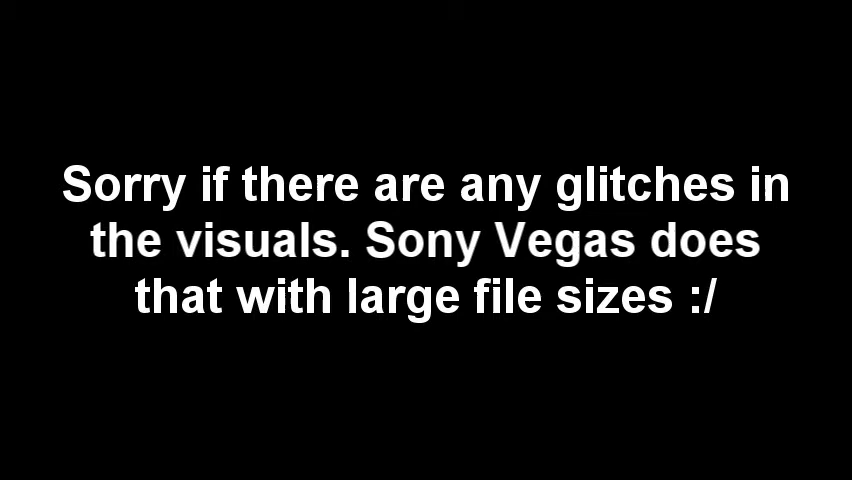 Sorry if there are any glitches in
the visuals. Sony Vegas does
that with large file sizes :/